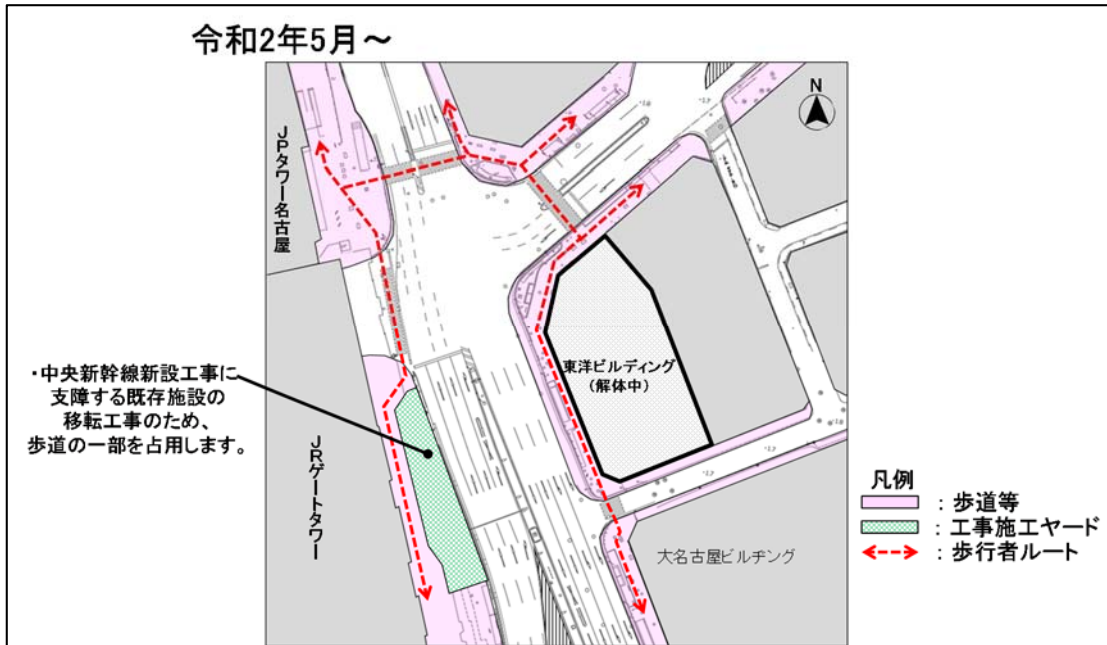 令和2年5月～
N
JPタワー名古屋
東洋ビルディング
(解体中)
・中央新幹線新設工事に
支障する既存施設の
移転工事のため、
歩道の一部を占用します。
JRゲートタワー
大名古屋ビルヂング
凡例
：歩道等
：工事施工ヤード
：歩行者ルート